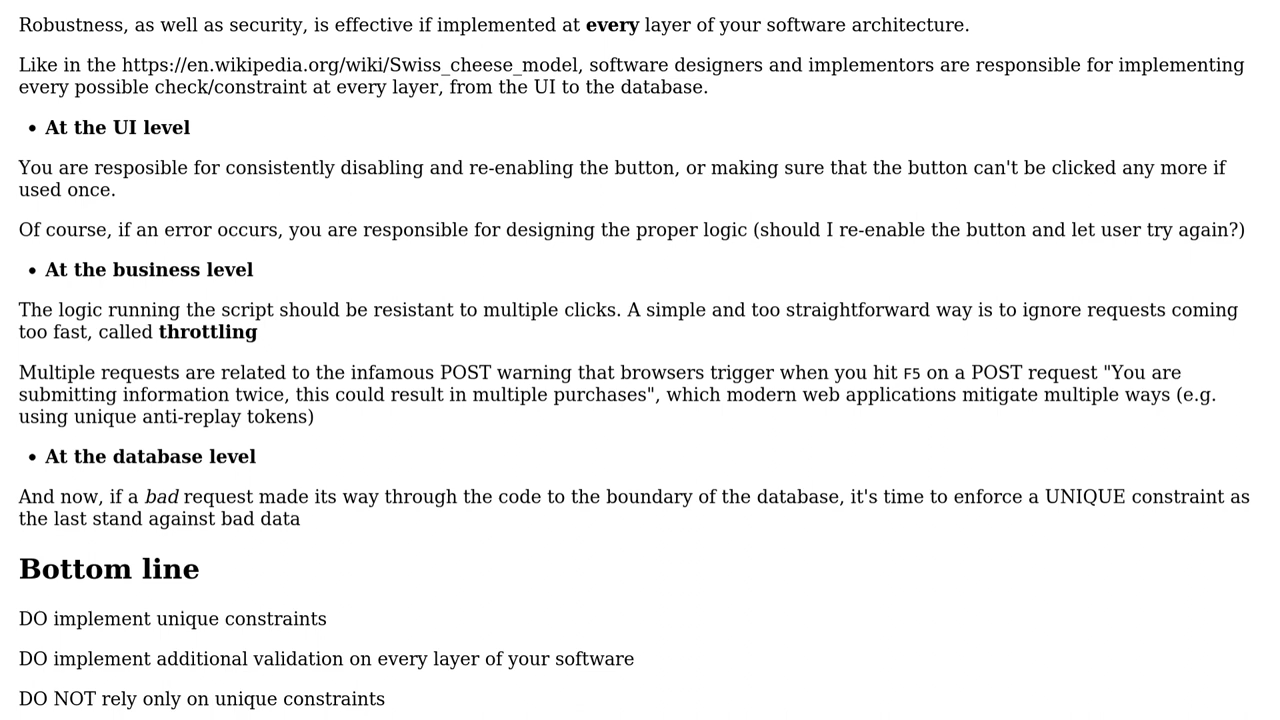 Robustness, as well as security, is effective if implemented at every layer of your software architecture.
Like in the https://en.wikipedia.org/wiki/Swiss_cheese_model, software designers and implementors are responsible for implementing
every possible check/constraint at every layer, from the UI to the database.
• At the UI level
You are resposible for consistently disabling and re-enabling the button, or making sure that the button can't be clicked any more if
used once.
Of course, if an error occurs, you are responsible for designing the proper logic (should I re-enable the button and let user try again?)
• At the business level
The logic running the script should be resistant to multiple clicks. A simple and too straightforward way is to ignore requests coming
too fast, called throttling
Multiple requests are related to the infamous POST warning that browsers trigger when you hit F5 on a POST request "You are
submitting information twice, this could result in multiple purchases", which modern web applications mitigate multiple ways (e.g.
using unique anti-replay tokens)
• At the database level
And now, if a bad request made its way through the code to the boundary of the database, it's time to enforce a UNIQUE constraint as
the last stand against bad data
Bottom line
DO implement unique constraints
DO implement additional validation on every layer of your software
DO NOT rely only on unique constraints